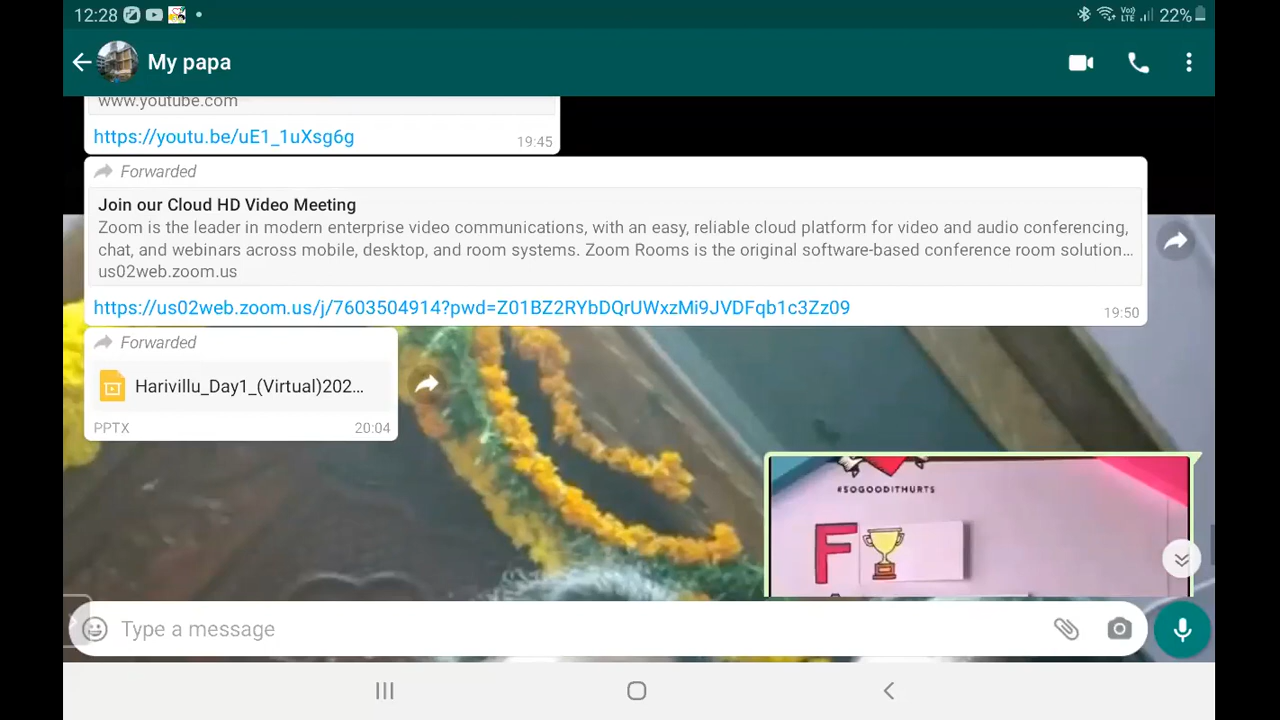 12:28
VoD LTE 22%
My papa
www.youtube.com
https://youtu.be/uE1_1uXsg6g 19:45
Forwarded
Join our Cloud HD Video Meeting
Zoom is the leader in modern enterprise video communications, with an easy, reliable cloud platform for video and audio conferencing,
chat, and webinars across mobile, desktop, and room systems. Zoom Rooms is the original software-based conference room solution…
us02web.zoom.us
https://us02web.zoom.us/j/7603504914?pwd=Z01BZ2RYbDQrUWxzMi9JVDFqb1c3Zz09 19:50
Forwarded
Harivillu_Day1_(Virtual)202…
PPTX 20:04
#SOGOODITHURTS
F
Type a message